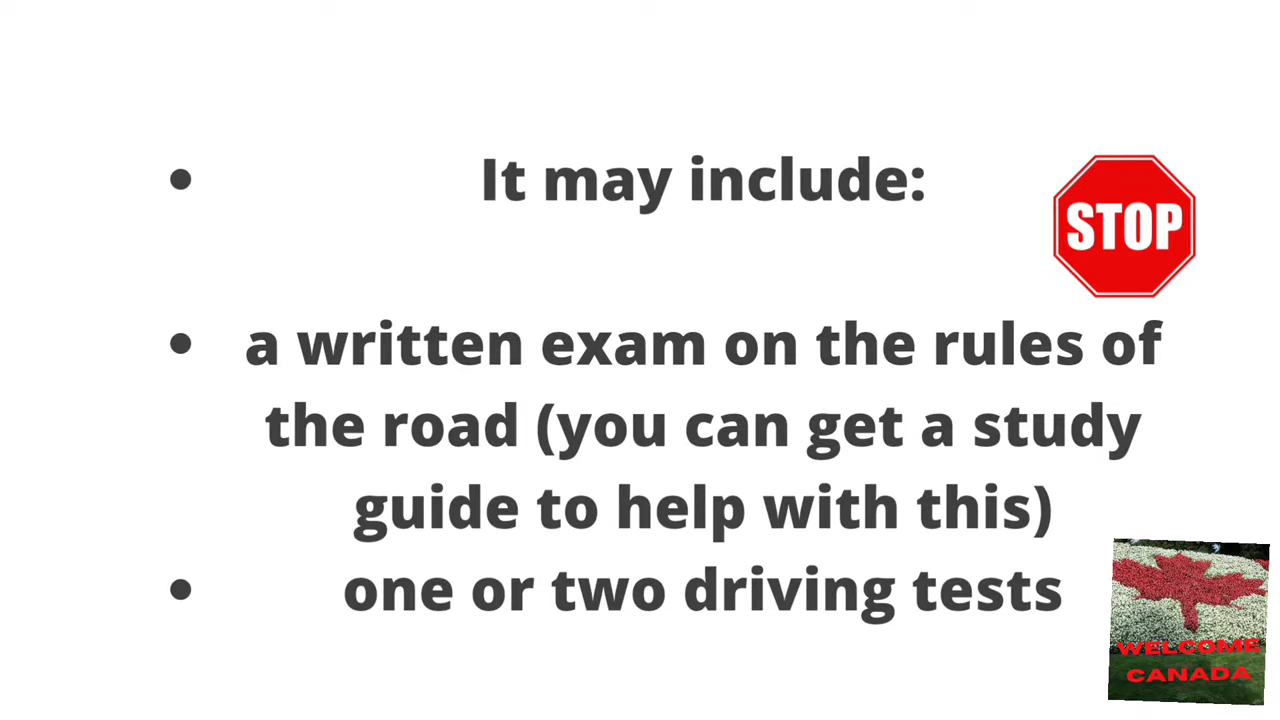 • It may include:
STOP
• a written exam on the rules of
the road (you can get a study
guide to help with this)
• one or two driving tests
WELCOME
CANADA